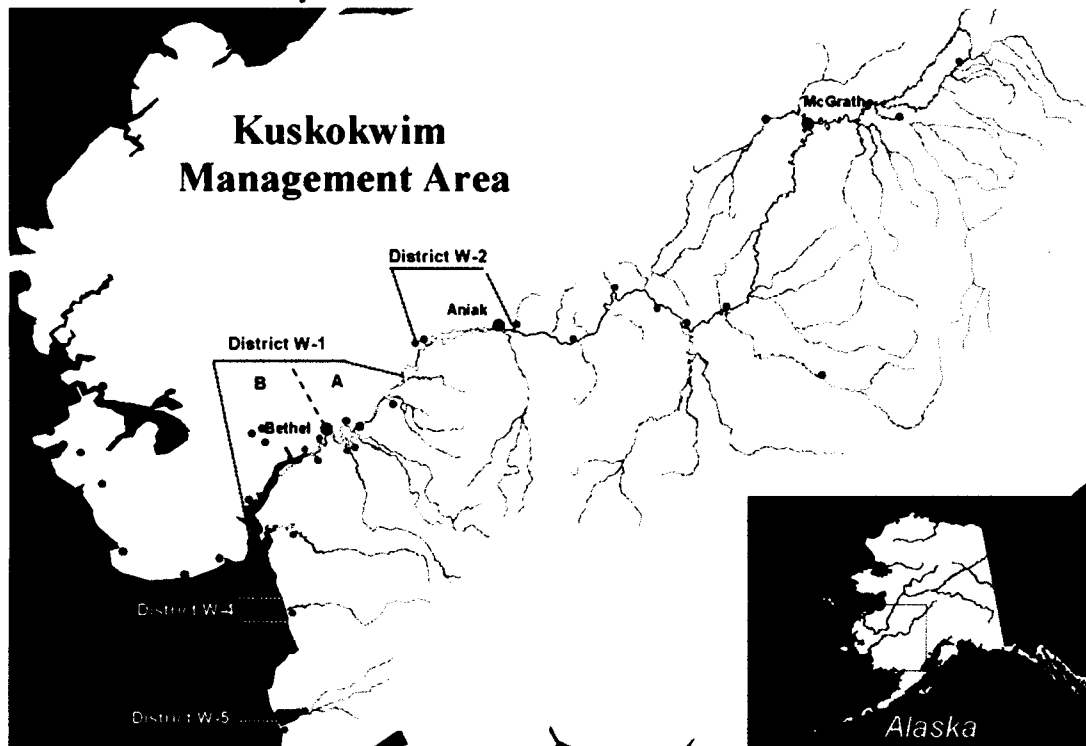 Kuskokwim
Management Area
McGrath
District W-2
Aniak
District W-1
B
A
Bethel
District W-4
District W-5
Alaska